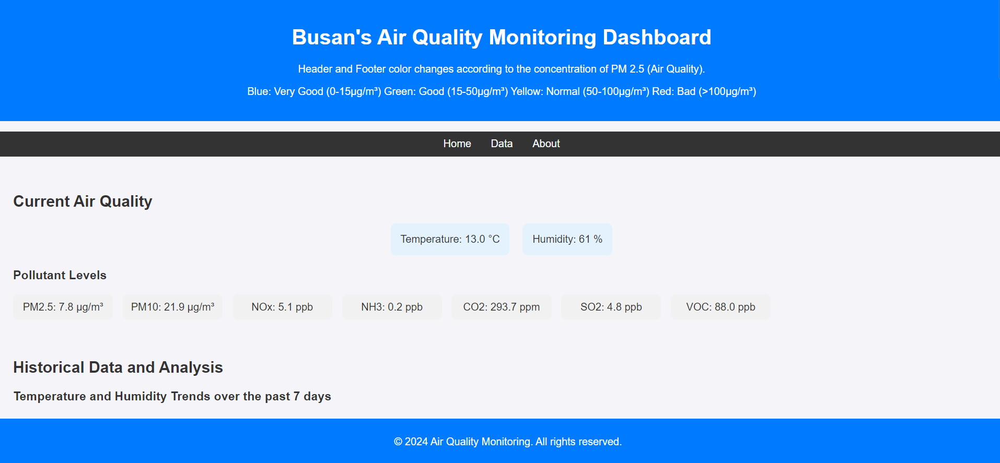 Busan's Air Quality Monitoring Dashboard
Header and Footer color changes according to the concentration of PM 2.5 (Air Quality).
Blue: Very Good (0-15μg/m³) Green: Good (15-50μg/m³) Yellow: Normal (50-100μg/m³) Red: Bad (>100μg/m³)
Home Data About
Current Air Quality
Temperature: 13.0 °C Humidity: 61 %
Pollutant Levels
PM2.5: 7.8 μg/m³ PM10: 21.9 μg/m³ NOx: 5.1 ppb NH3: 0.2 ppb CO2: 293.7 ppm SO2: 4.8 ppb VOC: 88.0 ppb
Historical Data and Analysis
Temperature and Humidity Trends over the past 7 days
© 2024 Air Quality Monitoring. All rights reserved.